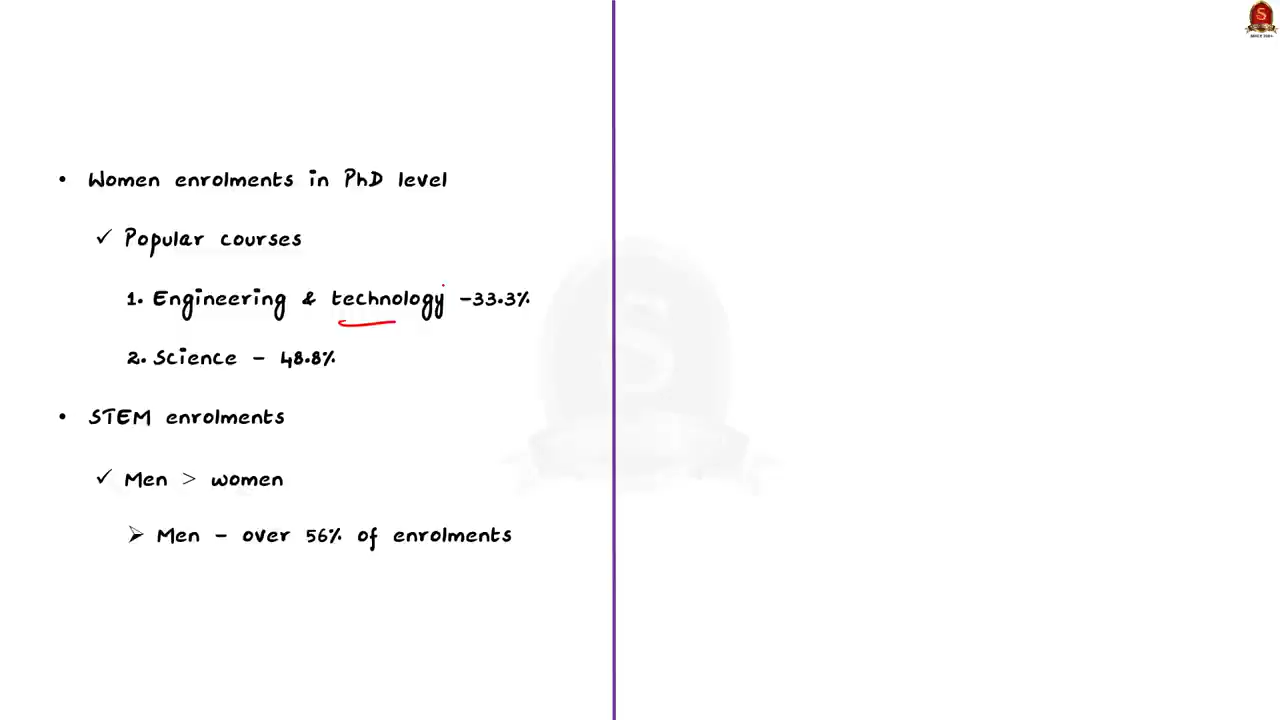 • Women enrolments in PhD level
✓ Popular courses
1. Engineering & technology -33.3%
2. Science - 48.8%
• STEM enrolments
✓ Men > women
➢ Men - over 56% of enrolments
S